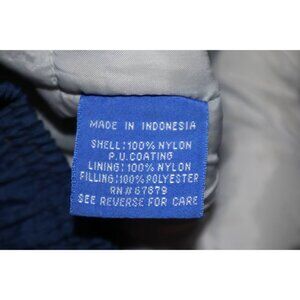 MADE IN INDONESIA
SHELL:100% NYLON
P.U.COATING
LINING:100% NYLON
FILLING:100% POLYESTER
RN# 67879
SEE REVERSE FOR CARE